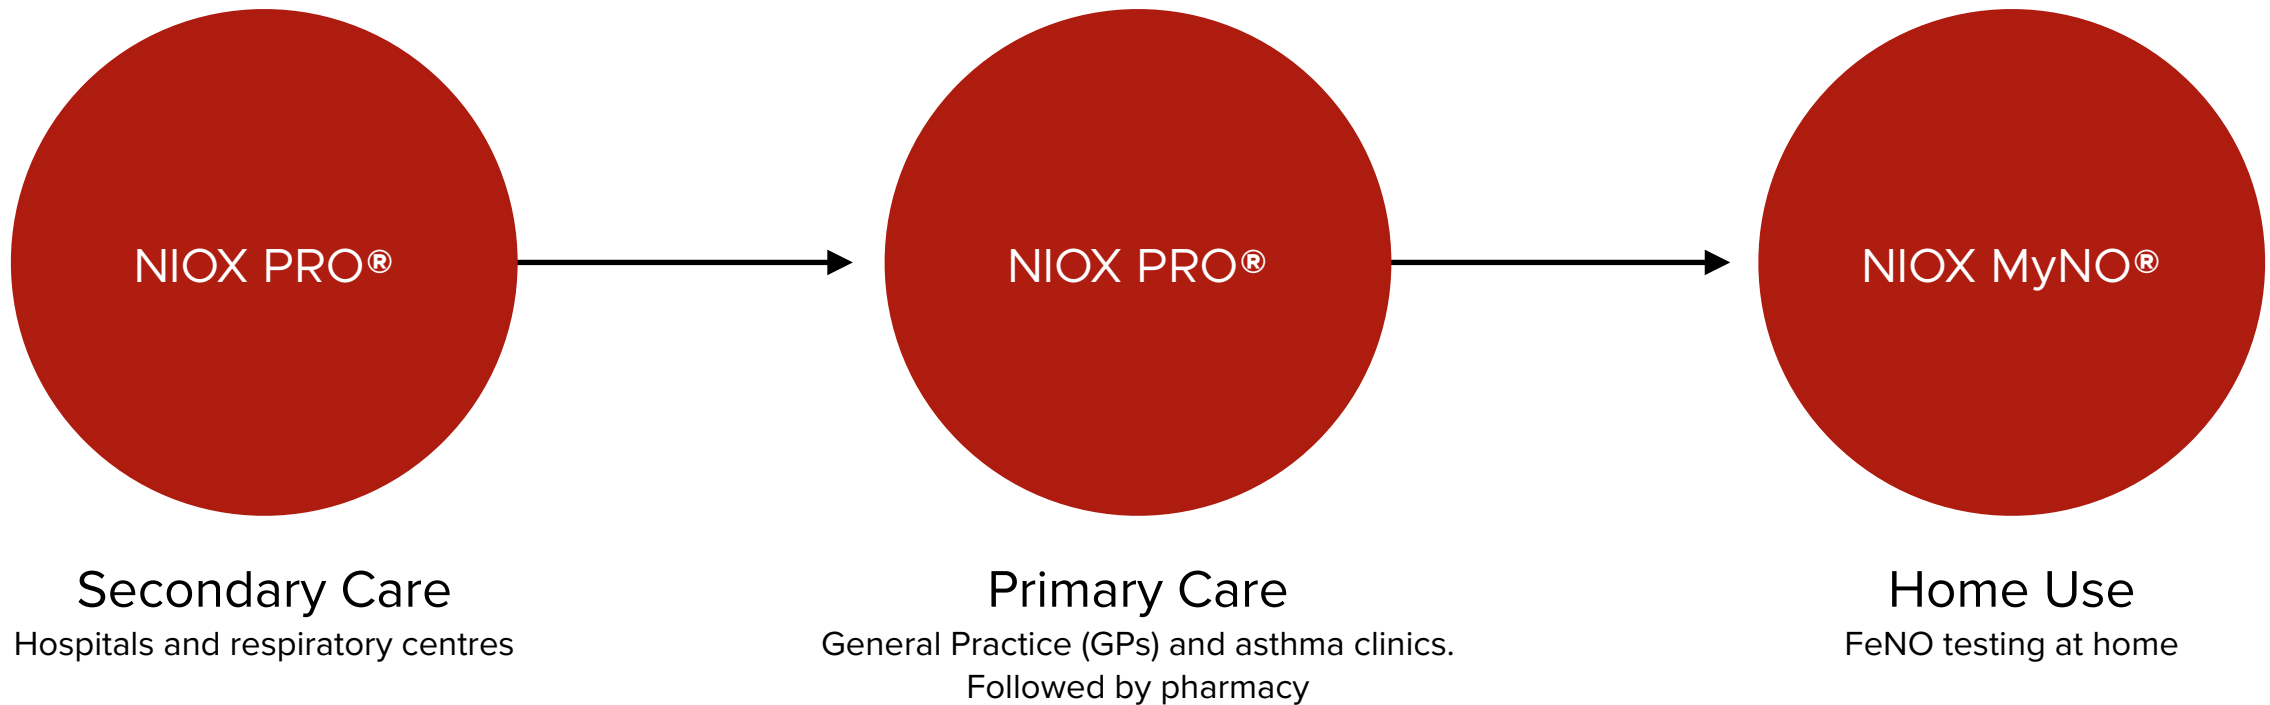 NIOX PRO®
NIOX PRO®
NIOX MyNO®
Secondary Care
Hospitals and respiratory centres
Primary Care
General Practice (GPs) and asthma clinics.
Followed by pharmacy
Home Use
FeNO testing at home